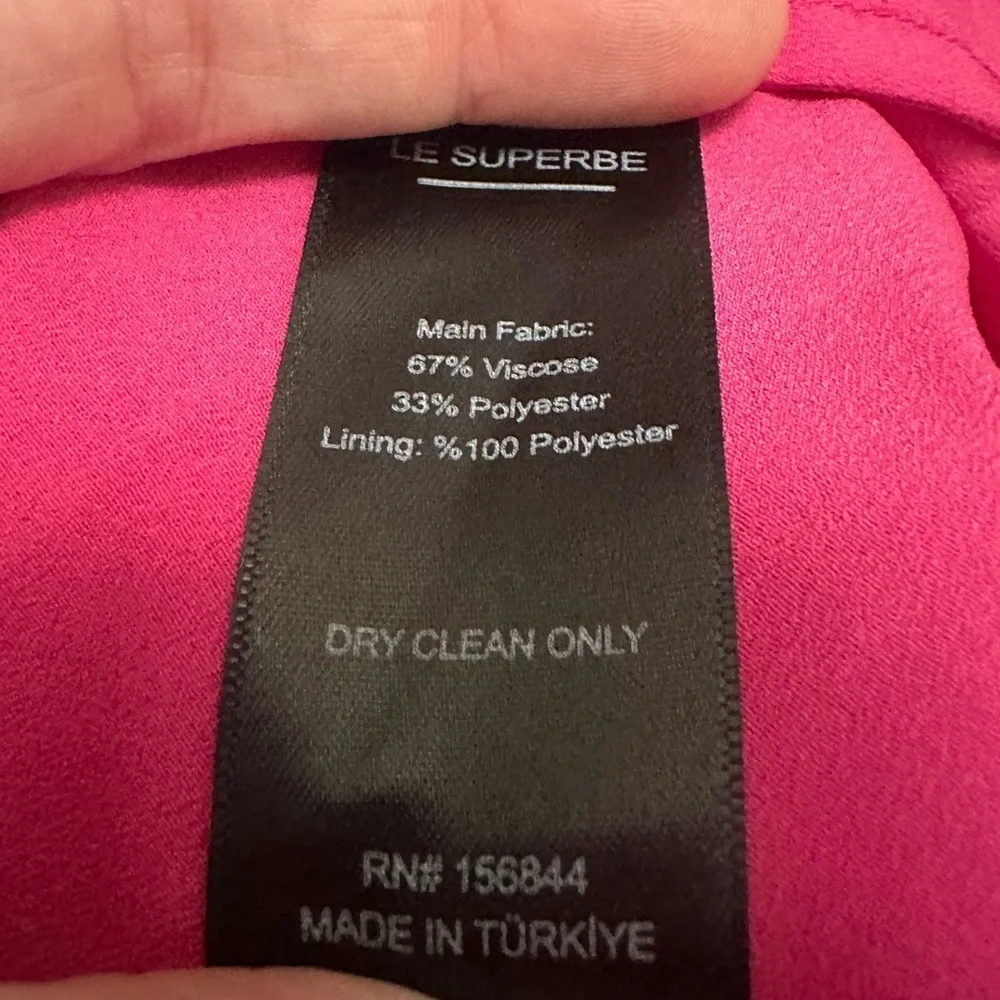 LE SUPERBE
Main Fabric:
67% Viscose
33% Polyester
Lining: %100 Polyester
DRY CLEAN ONLY
RN# 156844
MADE IN TÜRKİYE